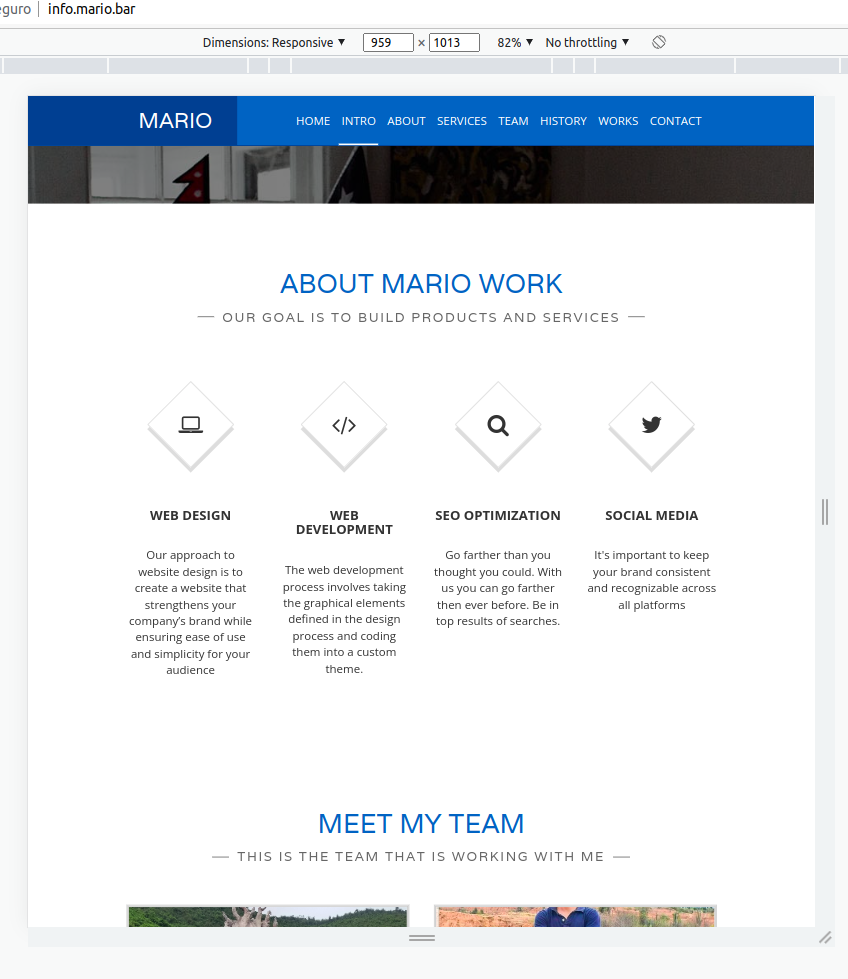 eguro info.mario.bar
Dimensions: Responsive 959 × 1013 82% No throttling
MARIO HOME INTRO ABOUT SERVICES TEAM HISTORY WORKS CONTACT
ABOUT MARIO WORK
OUR GOAL IS TO BUILD PRODUCTS AND SERVICES
WEB DESIGN
Our approach to
website design is to
create a website that
strengthens your
company’s brand while
ensuring ease of use
and simplicity for your
audience
WEB
DEVELOPMENT
The web development
process involves taking
the graphical elements
defined in the design
process and coding
them into a custom
theme.
SEO OPTIMIZATION
Go farther than you
thought you could. With
us you can go farther
then ever before. Be in
top results of searches.
SOCIAL MEDIA
It's important to keep
your brand consistent
and recognizable across
all platforms
MEET MY TEAM
THIS IS THE TEAM THAT IS WORKING WITH ME